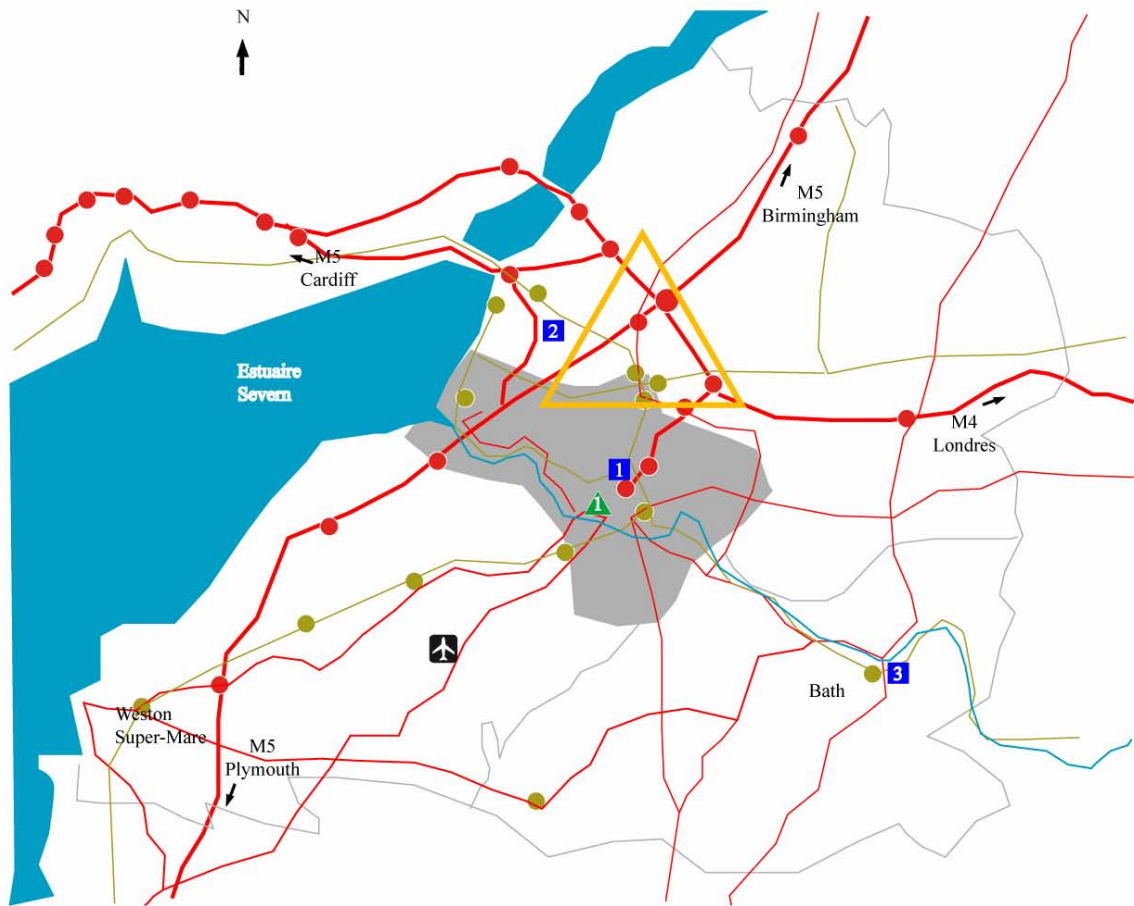 N
M5
Birmingham
M5
Cardiff
2
Estuaire
Severn
M4
Londres
1
1
3
Bath
Weston
Super-Mare
M5
Plymouth